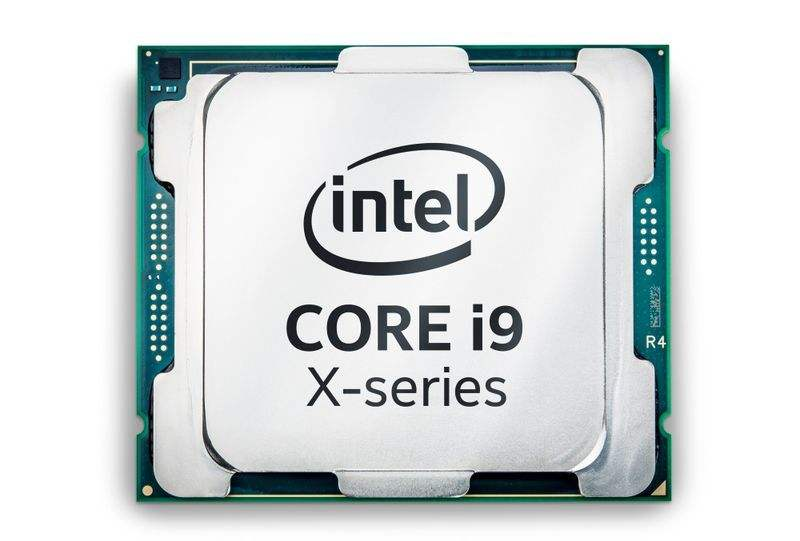 intel
CORE i9
X-series
R4